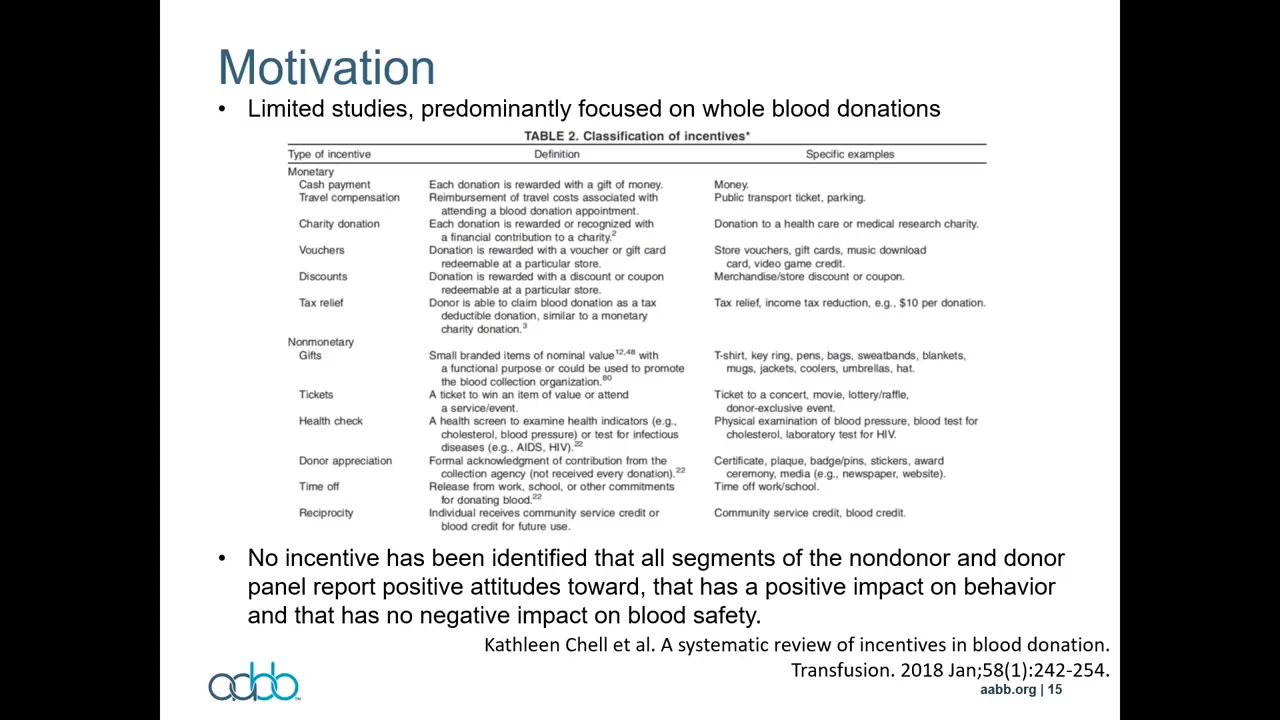 Motivation
• Limited studies, predominantly focused on whole blood donations
TABLE 2. Classification of incentives*
Type of incentive Definition Specific examples
Monetary
Cash payment Each donation is rewarded with a gift of money. Money.
Travel compensation Reimbursement of travel costs associated with Public transport ticket, parking.
attending a blood donation appointment.
Charity donation Each donation is rewarded or recognized with Donation to a health care or medical research charity.
a financial contribution to a charity.2
Vouchers Donation is rewarded with a voucher or gift card Store vouchers, gift cards, music download
redeemable at a particular store. card, video game credit.
Discounts Donation is rewarded with a discount or coupon Merchandise/store discount or coupon.
redeemable at a particular store.
Tax relief Donor is able to claim blood donation as a tax Tax relief, income tax reduction, e.g., $10 per donation.
deductible donation, similar to a monetary
charity donation.3
Nonmonetary
Gifts Small branded items of nominal value12,48 with T-shirt, key ring, pens, bags, sweatbands, blankets,
a functional purpose or could be used to promote mugs, jackets, coolers, umbrellas, hat.
the blood collection organization.80
Tickets A ticket to win an item of value or attend Ticket to a concert, movie, lottery/raffle,
a service/event. donor-exclusive event.
Health check A health screen to examine health indicators (e.g., Physical examination of blood pressure, blood test for
cholesterol, blood pressure) or test for infectious cholesterol, laboratory test for HIV.
diseases (e.g., AIDS, HIV).22
Donor appreciation Formal acknowledgment of contribution from the Certificate, plaque, badge/pins, stickers, award
collection agency (not received every donation).22 ceremony, media (e.g., newspaper, website).
Time off Release from work, school, or other commitments Time off work/school.
for donating blood.22
Reciprocity Individual receives community service credit or Community service credit, blood credit.
blood credit for future use.
• No incentive has been identified that all segments of the nondonor and donor
panel report positive attitudes toward, that has a positive impact on behavior
and that has no negative impact on blood safety.
Kathleen Chell et al. A systematic review of incentives in blood donation.
Transfusion. 2018 Jan;58(1):242-254.
aabb
aabb.org | 15